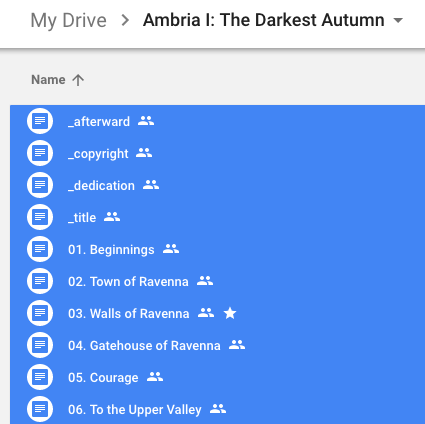 My Drive > Ambria I: The Darkest Autumn
Name
_afterward
_copyright
_dedication
_title
01. Beginnings
02. Town of Ravenna
03. Walls of Ravenna
04. Gatehouse of Ravenna
05. Courage
06. To the Upper Valley